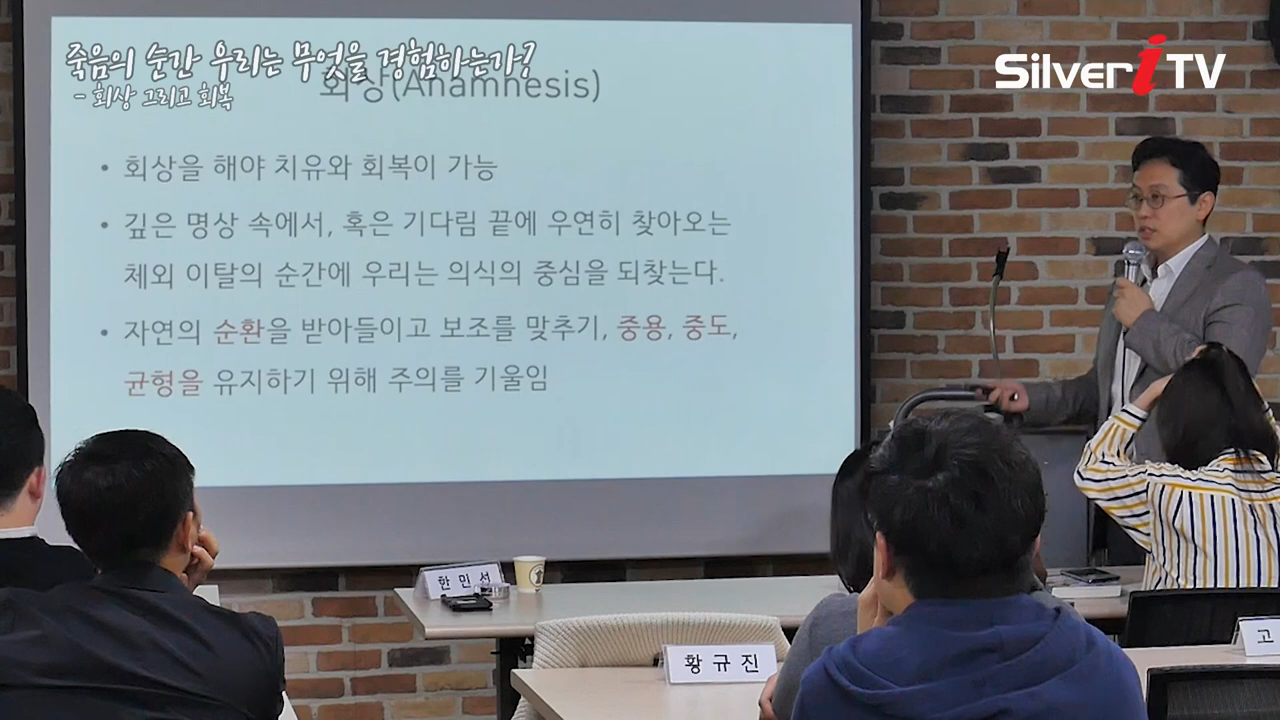 죽음의 순간 우리는 무엇을 경험하는가?
- 회상 그리고 회복
회상(Anamnesis)
Silver i TV
• 회상을 해야 치유와 회복이 가능
• 깊은 명상 속에서, 혹은 기다림 끝에 우연히 찾아오는
체외 이탈의 순간에 우리는 의식의 중심을 되찾는다.
• 자연의 순환을 받아들이고 보조를 맞추기, 중용, 중도,
균형을 유지하기 위해 주의를 기울임
한민선
황규진
고